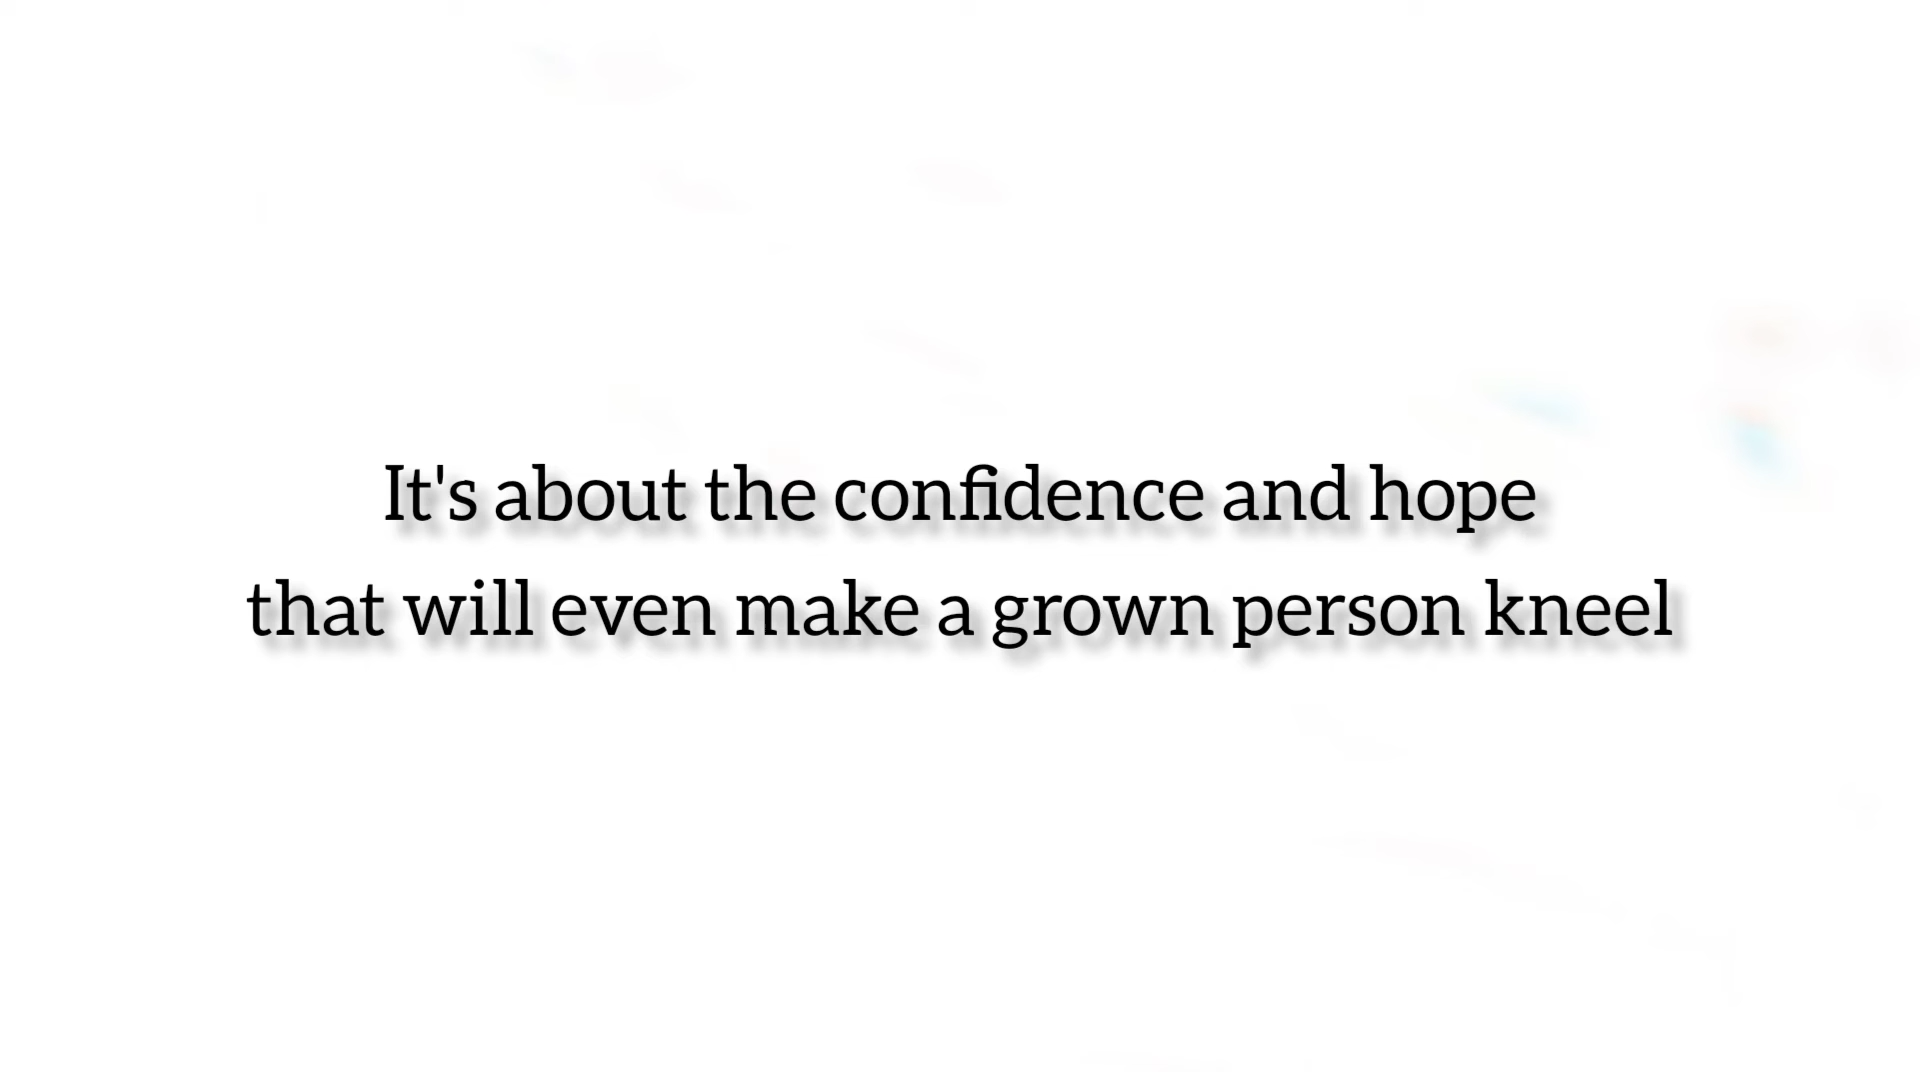 It's about the confidence and hope
that will even make a grown person kneel